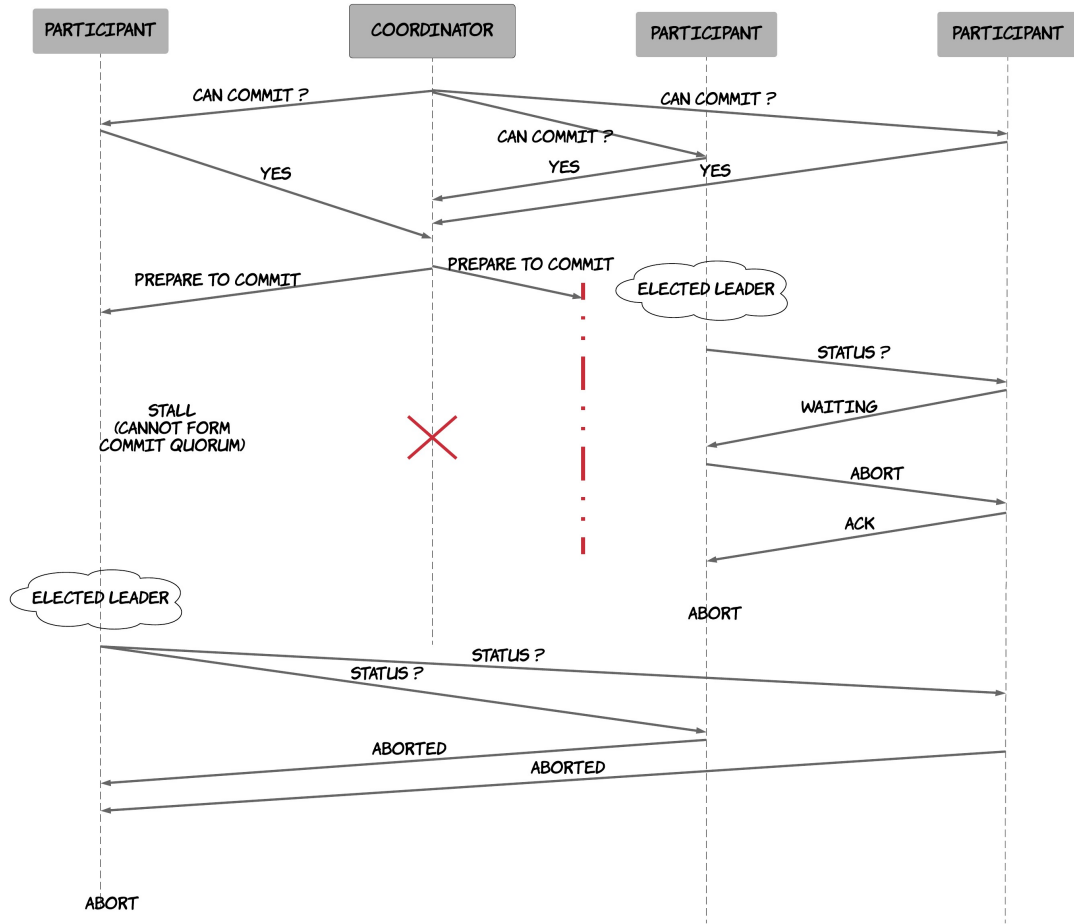 PARTICIPANT
COORDINATOR
PARTICIPANT
PARTICIPANT
CAN COMMIT ?
CAN COMMIT ?
CAN COMMIT ?
YES
YES
YES
PREPARE TO COMMIT
PREPARE TO COMMIT
ELECTED LEADER
STATUS ?
WAITING
STALL
(CANNOT FORM
COMMIT QUORUM)
ABORT
ACK
ELECTED LEADER
ABORT
STATUS ?
STATUS ?
ABORTED
ABORTED
ABORT